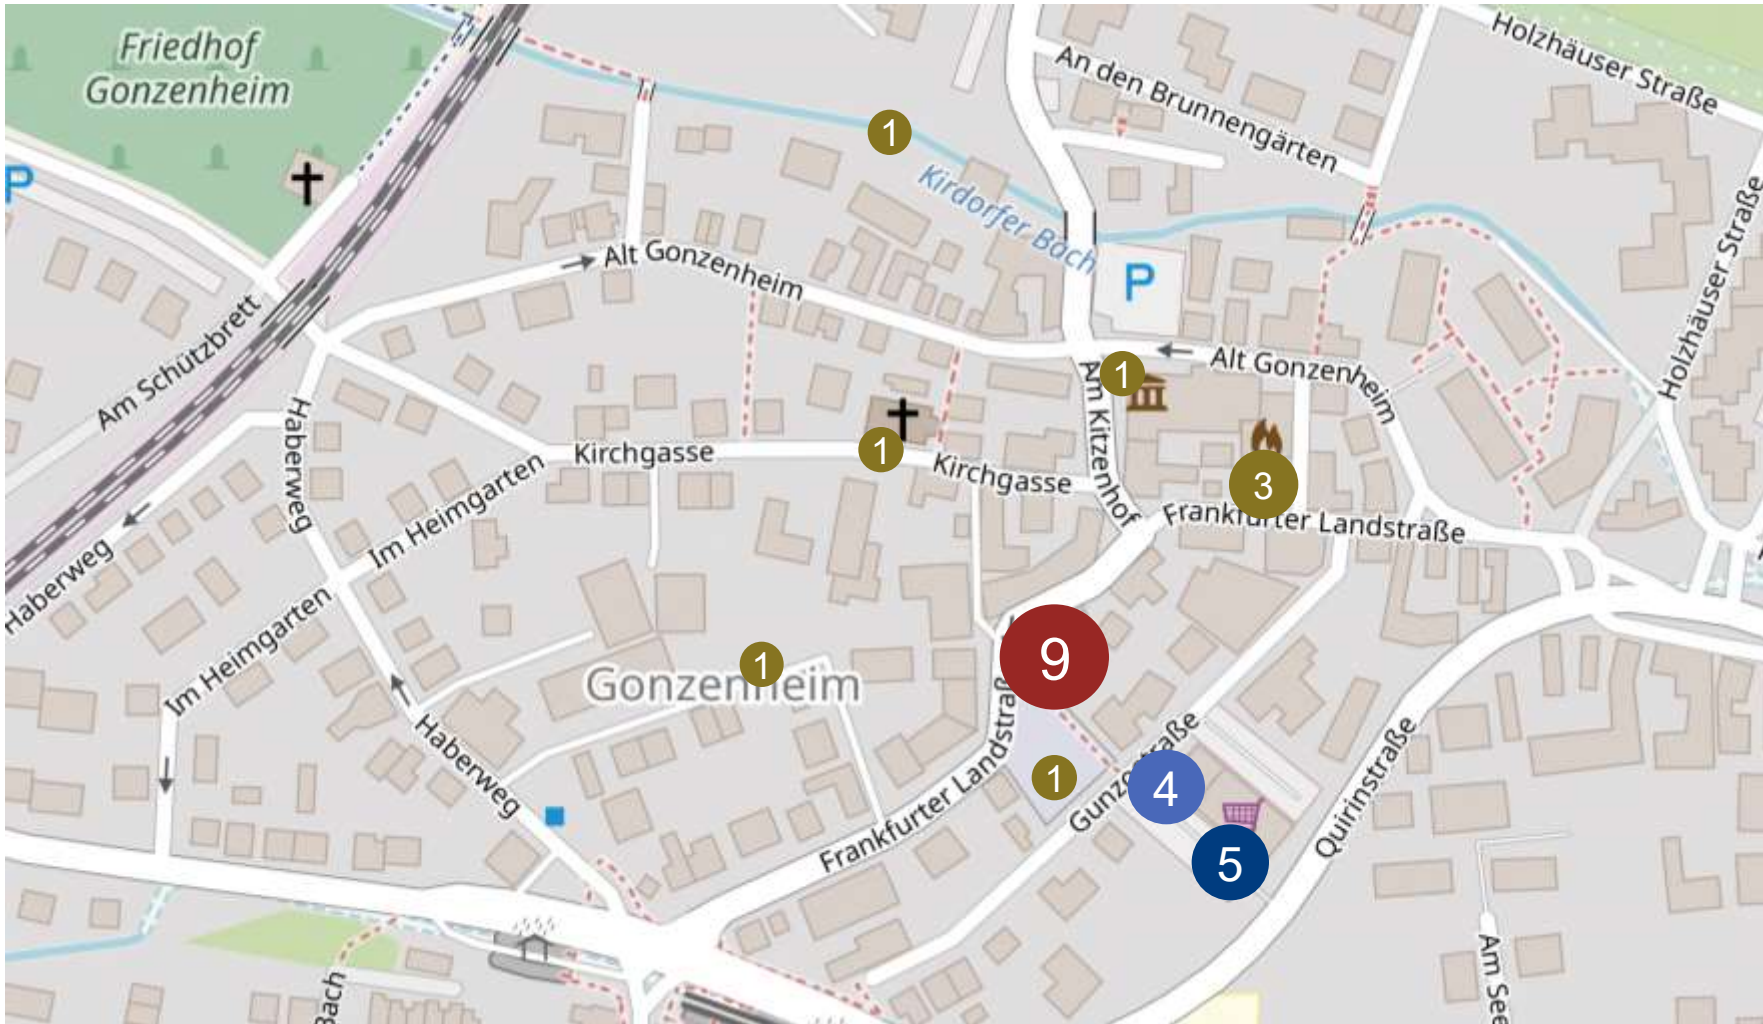 Friedhof
Gonzenheim
Holzhäuser Straße
An den Brunnengärten
1
P
Kirdorfer Bach
Holzhäuser Straße
Alt Gonzenheim
P
Am Schützbrett
1
Alt Gonzenheim
Haberweg
Am Kitzenhof
Kirchgasse
1
Kirchgasse
3
Im Heimgarten
Frankfurter Landstraße
Haberweg
Im Heimgarten
9
1
Gonzenheim
Haberweg
Frankfurter Landstraße
1
Gunzostraße
4
5
Quirinstraße
Bach
Am See